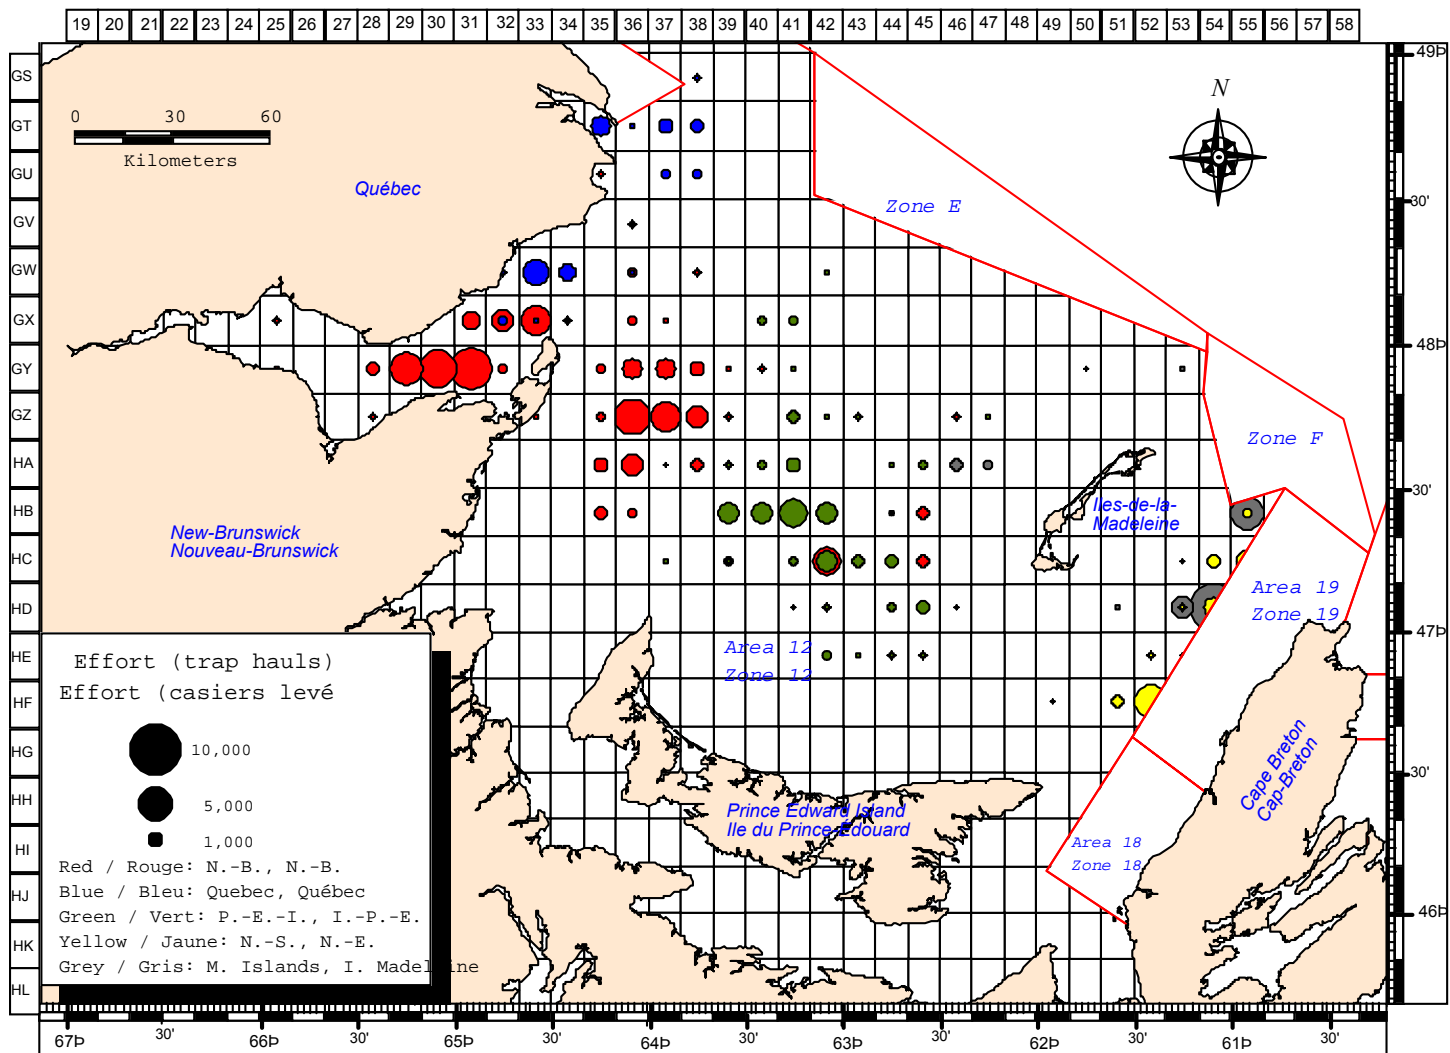 19 20 21 22 23 24 25 26 27 28 29 30 31 32 33 34 35 36 37 38 39 40 41 42 43 44 45 46 47 48 49 50 51 52 53 54 55 56 57 58
GS
GT
GU
GV
GW
GX
GY
GZ
HA
HB
HC
HD
HE
HF
HG
HH
HI
HJ
HK
HL
0 30 60
Kilometers
Québec
N
Zone E
Zone F
New-Brunswick
Nouveau-Brunswick
Iles-de-la-
Madeleine
Area 19
Zone 19
Area 12
Zone 12
Prince Edward Island
Ile du Prince-Édouard
Cape Breton
Cap-Breton
Area 18
Zone 18
Effort (trap hauls)
Effort (casiers levé
10,000
5,000
1,000
Red / Rouge: N.-B., N.-B.
Blue / Bleu: Quebec, Québec
Green / Vert: P.-E.-I., I.-P.-E.
Yellow / Jaune: N.-S., N.-E.
Grey / Gris: M. Islands, I. Madeleine
49Þ
30'
48Þ
30'
47Þ
30'
46Þ
67Þ 30' 66Þ 30' 65Þ 30' 64Þ 30' 63Þ 30' 62Þ 30' 61Þ 30'